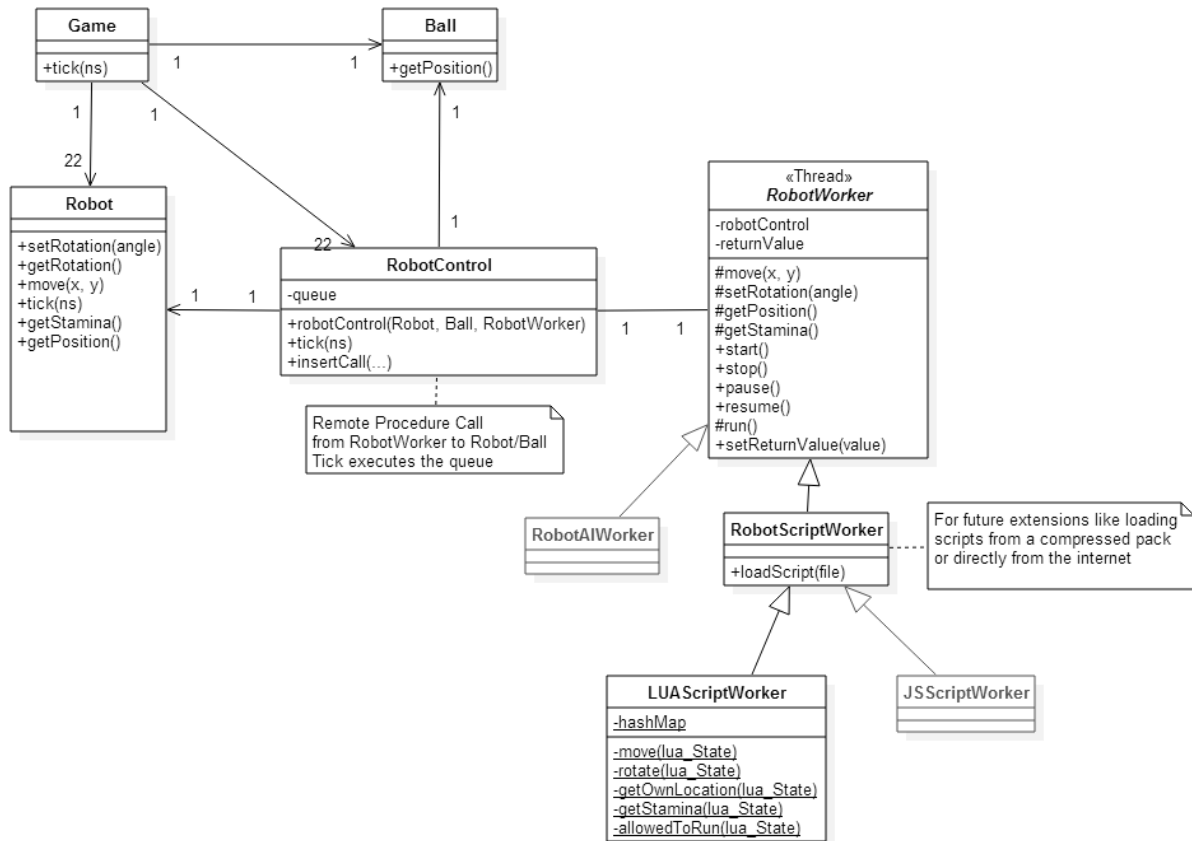 Game
+tick(ns)
Ball
+getPosition()
1
1
1
1
1
22
Robot
+setRotation(angle)
+getRotation()
+move(x, y)
+tick(ns)
+getStamina()
+getPosition()
1
22
1
1
RobotControl
-queue
+robotControl(Robot, Ball, RobotWorker)
+tick(ns)
+insertCall(...)
Remote Procedure Call
from RobotWorker to Robot/Ball
Tick executes the queue
1
1
«Thread»
RobotWorker
-robotControl
-returnValue
#move(x, y)
#setRotation(angle)
#getPosition()
#getStamina()
+start()
+stop()
+pause()
+resume()
#run()
+setReturnValue(value)
RobotAIWorker
RobotScriptWorker
+loadScript(file)
For future extensions like loading
scripts from a compressed pack
or directly from the internet
LUAScriptWorker
-hashMap
-move(lua_State)
-rotate(lua_State)
-getOwnLocation(lua_State)
-getStamina(lua_State)
-allowedToRun(lua_State)
JSScriptWorker